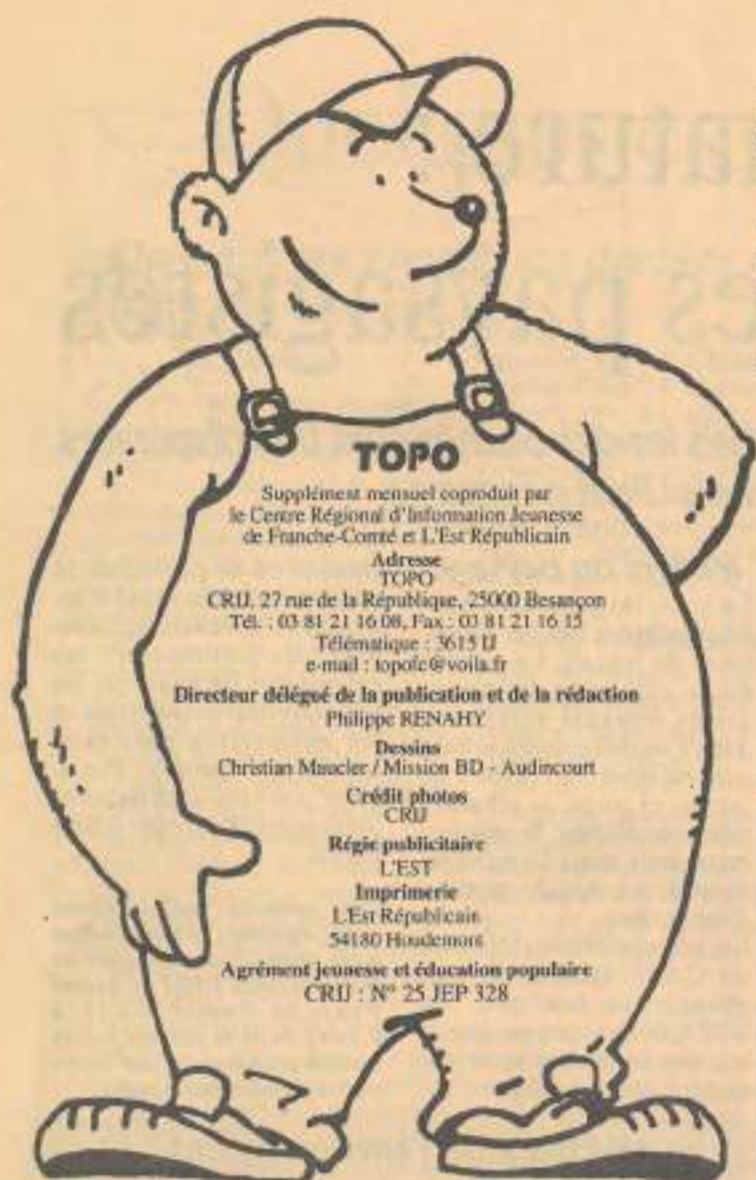 TOPO
Supplément mensuel coproduit par
le Centre Régional d'Information Jeunesse
de Franche-Comté et L'Est Républicain
Adresse
TOPO
CRIJ, 27 rue de la République, 25000 Besançon
Tél. : 03 81 21 16 08, Fax : 03 81 21 16 15
Télématique : 3615 IJ
e-mail : topofc@voila.fr
Directeur délégué de la publication et de la rédaction
Philippe RENAHY
Dessins
Christian Maucler / Mission BD - Audincourt
Crédit photos
CRIJ
Régie publicitaire
L'EST
Imprimerie
L'Est Républicain
54180 Houdemont
Agrément jeunesse et éducation populaire
CRIJ : N° 25 JEP 328